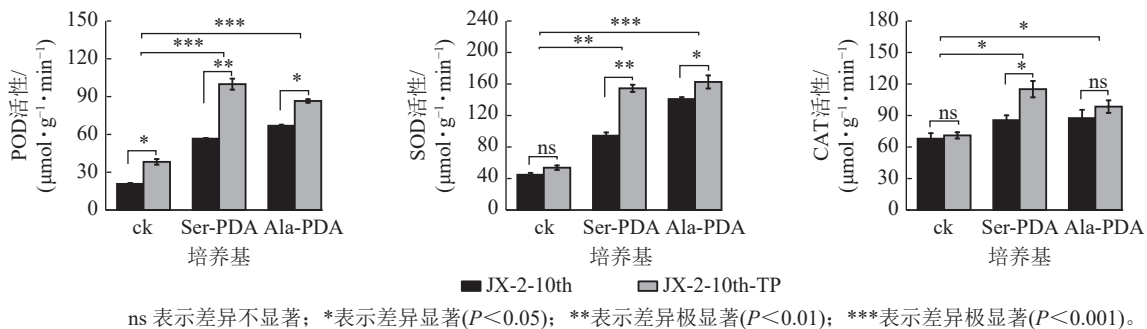 POD活性/
(μmol·g⁻¹·min⁻¹)
150
120
90
60
30
0
***
***
*
**
*
ck
Ser-PDA
Ala-PDA
培养基
SOD活性/
(μmol·g⁻¹·min⁻¹)
240
200
160
120
80
40
0
***
**
ns
**
*
ck
Ser-PDA
Ala-PDA
培养基
CAT活性/
(μmol·g⁻¹·min⁻¹)
180
150
120
90
60
30
0
*
*
ns
*
ns
ck
Ser-PDA
Ala-PDA
培养基
JX-2-10th
JX-2-10th-TP
ns 表示差异不显著；*表示差异显著(P＜0.05)；**表示差异极显著(P＜0.01)；***表示差异极显著(P＜0.001)。